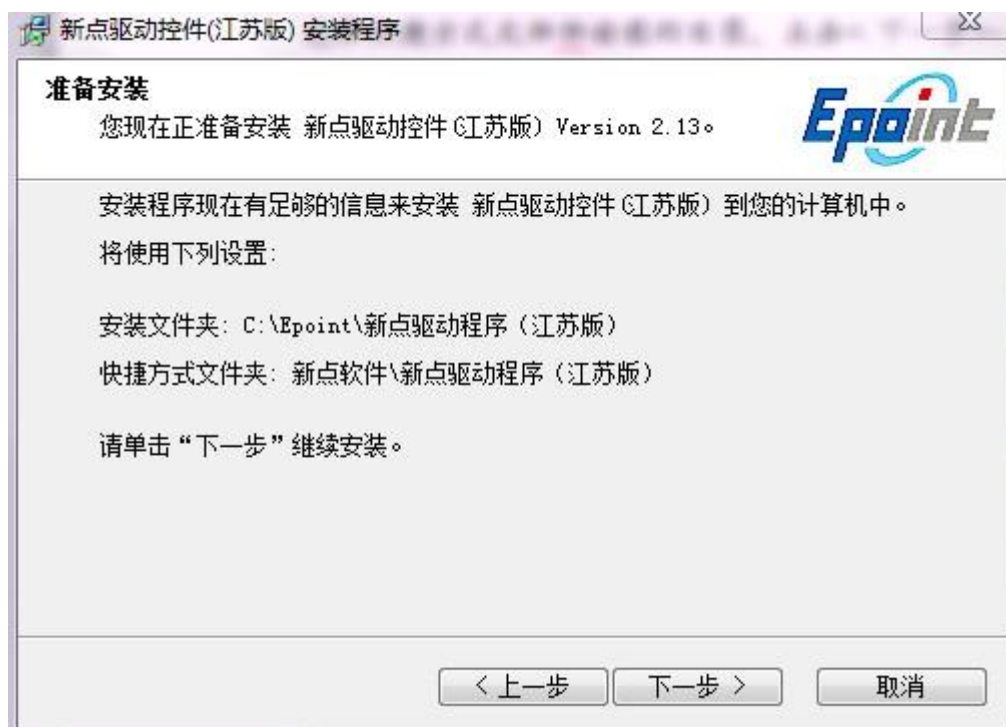 新点驱动控件(江苏版) 安装程序
准备安装
您现在正准备安装 新点驱动控件（江苏版）Version 2.13。
Epoint
安装程序现在有足够的信息来安装 新点驱动控件（江苏版）到您的计算机中。
将使用下列设置：
安装文件夹：C:\Epoint\新点驱动程序（江苏版）
快捷方式文件夹：新点软件\新点驱动程序（江苏版）
请单击“下一步”继续安装。
< 上一步
下一步 >
取消